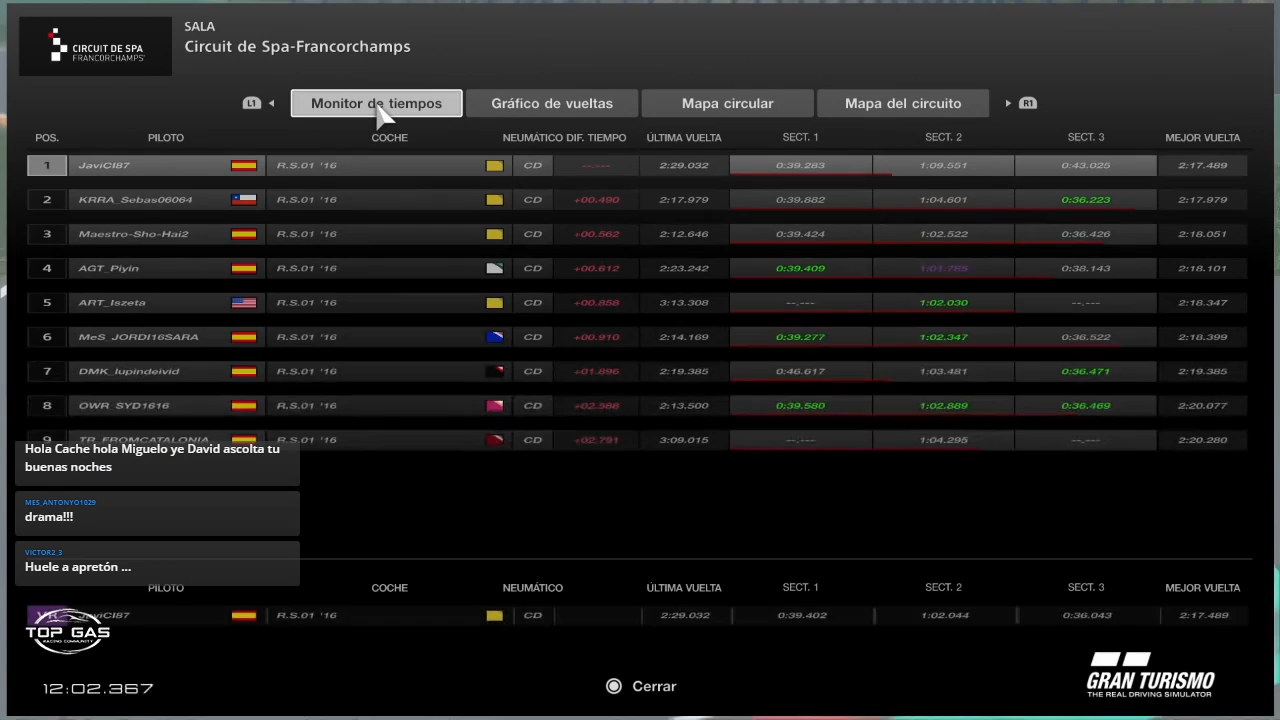 CIRCUIT DE SPA
FRANCORCHAMPS
SALA
Circuit de Spa-Francorchamps
L1 Monitor de tiempos Gráfico de vueltas Mapa circular Mapa del circuito R1
POS. PILOTO COCHE NEUMÁTICO DIF. TIEMPO ÚLTIMA VUELTA SECT. 1 SECT. 2 SECT. 3 MEJOR VUELTA
1 JaviCl87 R.S.01 '16 CD --.--- 2:29.032 0:39.283 1:09.551 0:43.025 2:17.489
2 KRRA_Sebas06064 R.S.01 '16 CD +00.490 2:17.979 0:39.882 1:04.601 0:36.223 2:17.979
3 Maestro-Sho-Hai2 R.S.01 '16 CD +00.562 2:12.646 0:39.424 1:02.522 0:36.426 2:18.051
4 AGT_Piyin R.S.01 '16 CD +00.612 2:23.242 0:39.409 1:01.785 0:38.143 2:18.101
5 ART_Iszeta R.S.01 '16 CD +00.858 3:13.308 --.--- 1:02.030 --.--- 2:18.347
6 MeS_JORDI16SARA R.S.01 '16 CD +00.910 2:14.169 0:39.277 1:02.347 0:36.522 2:18.399
7 DMK_lupindeivid R.S.01 '16 CD +01.896 2:19.385 0:46.617 1:03.481 0:36.471 2:19.385
8 OWR_SYD1616 R.S.01 '16 CD +02.588 2:13.500 0:39.580 1:02.889 0:36.469 2:20.077
9 TR_FROMCATALONIA R.S.01 '16 CD +02.791 3:09.015 --.--- 1:04.295 --.--- 2:20.280
Hola Cache hola Miguelo ye David ascolta tu
buenas noches
MES_ANTONYO1029
drama!!!
VICTOR2_3
Huele a apretón ...
PILOTO COCHE NEUMÁTICO ÚLTIMA VUELTA SECT. 1 SECT. 2 SECT. 3 MEJOR VUELTA
JaviCl87 R.S.01 '16 CD 2:29.032 0:39.402 1:02.044 0:36.043 2:17.489
TOP GAS
RACING COMMUNITY
12:02.367
Cerrar
GRAN TURISMO
THE REAL DRIVING SIMULATOR